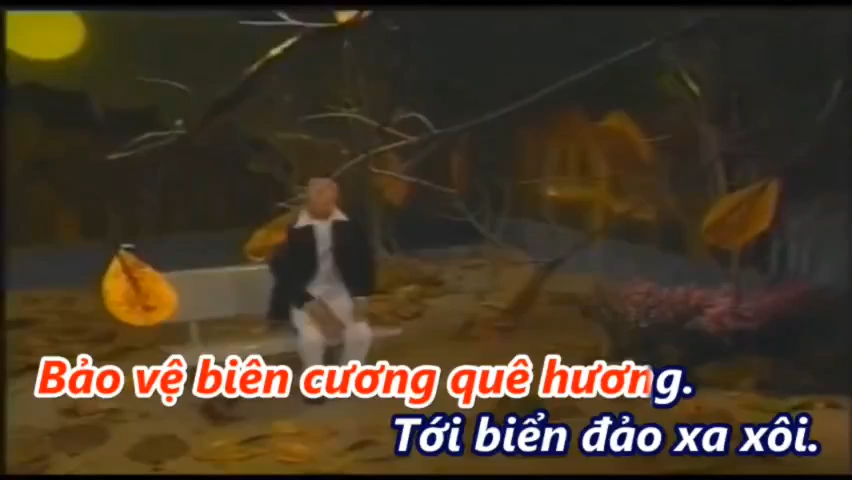 Bảo vệ biên cương quê hương.
Tới biển đảo xa xôi.